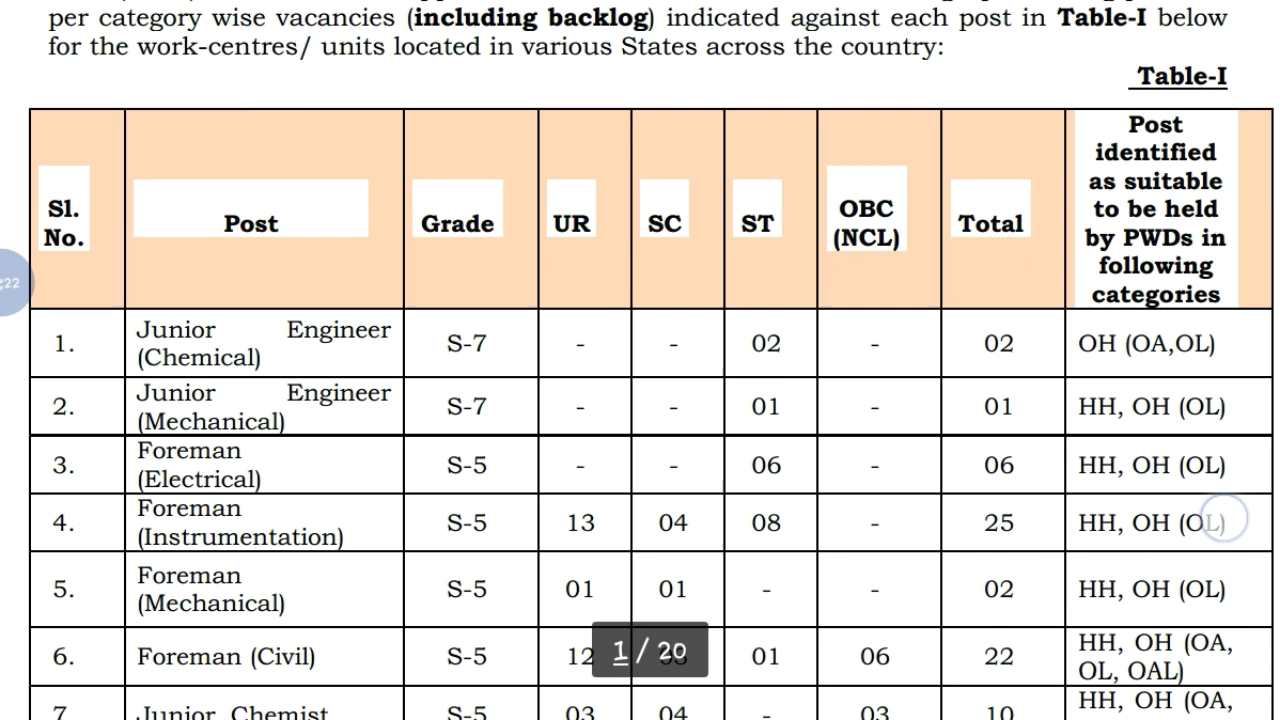 per category wise vacancies (including backlog) indicated against each post in Table-I below
for the work-centres/ units located in various States across the country:
Table-I
Sl. No. Post Grade UR SC ST OBC (NCL) Total Post identified as suitable to be held by PWDs in following categories
1. Junior Engineer (Chemical) S-7 - - 02 - 02 OH (OA,OL)
2. Junior Engineer (Mechanical) S-7 - - 01 - 01 HH, OH (OL)
3. Foreman (Electrical) S-5 - - 06 - 06 HH, OH (OL)
4. Foreman (Instrumentation) S-5 13 04 08 - 25 HH, OH (OL)
5. Foreman (Mechanical) S-5 01 01 - - 02 HH, OH (OL)
6. Foreman (Civil) S-5 12 01 06 22 HH, OH (OA, OL, OAL)
7 Junior Chemist S-5 03 04 - 03 10 HH, OH (OA,
1 / 20
:22